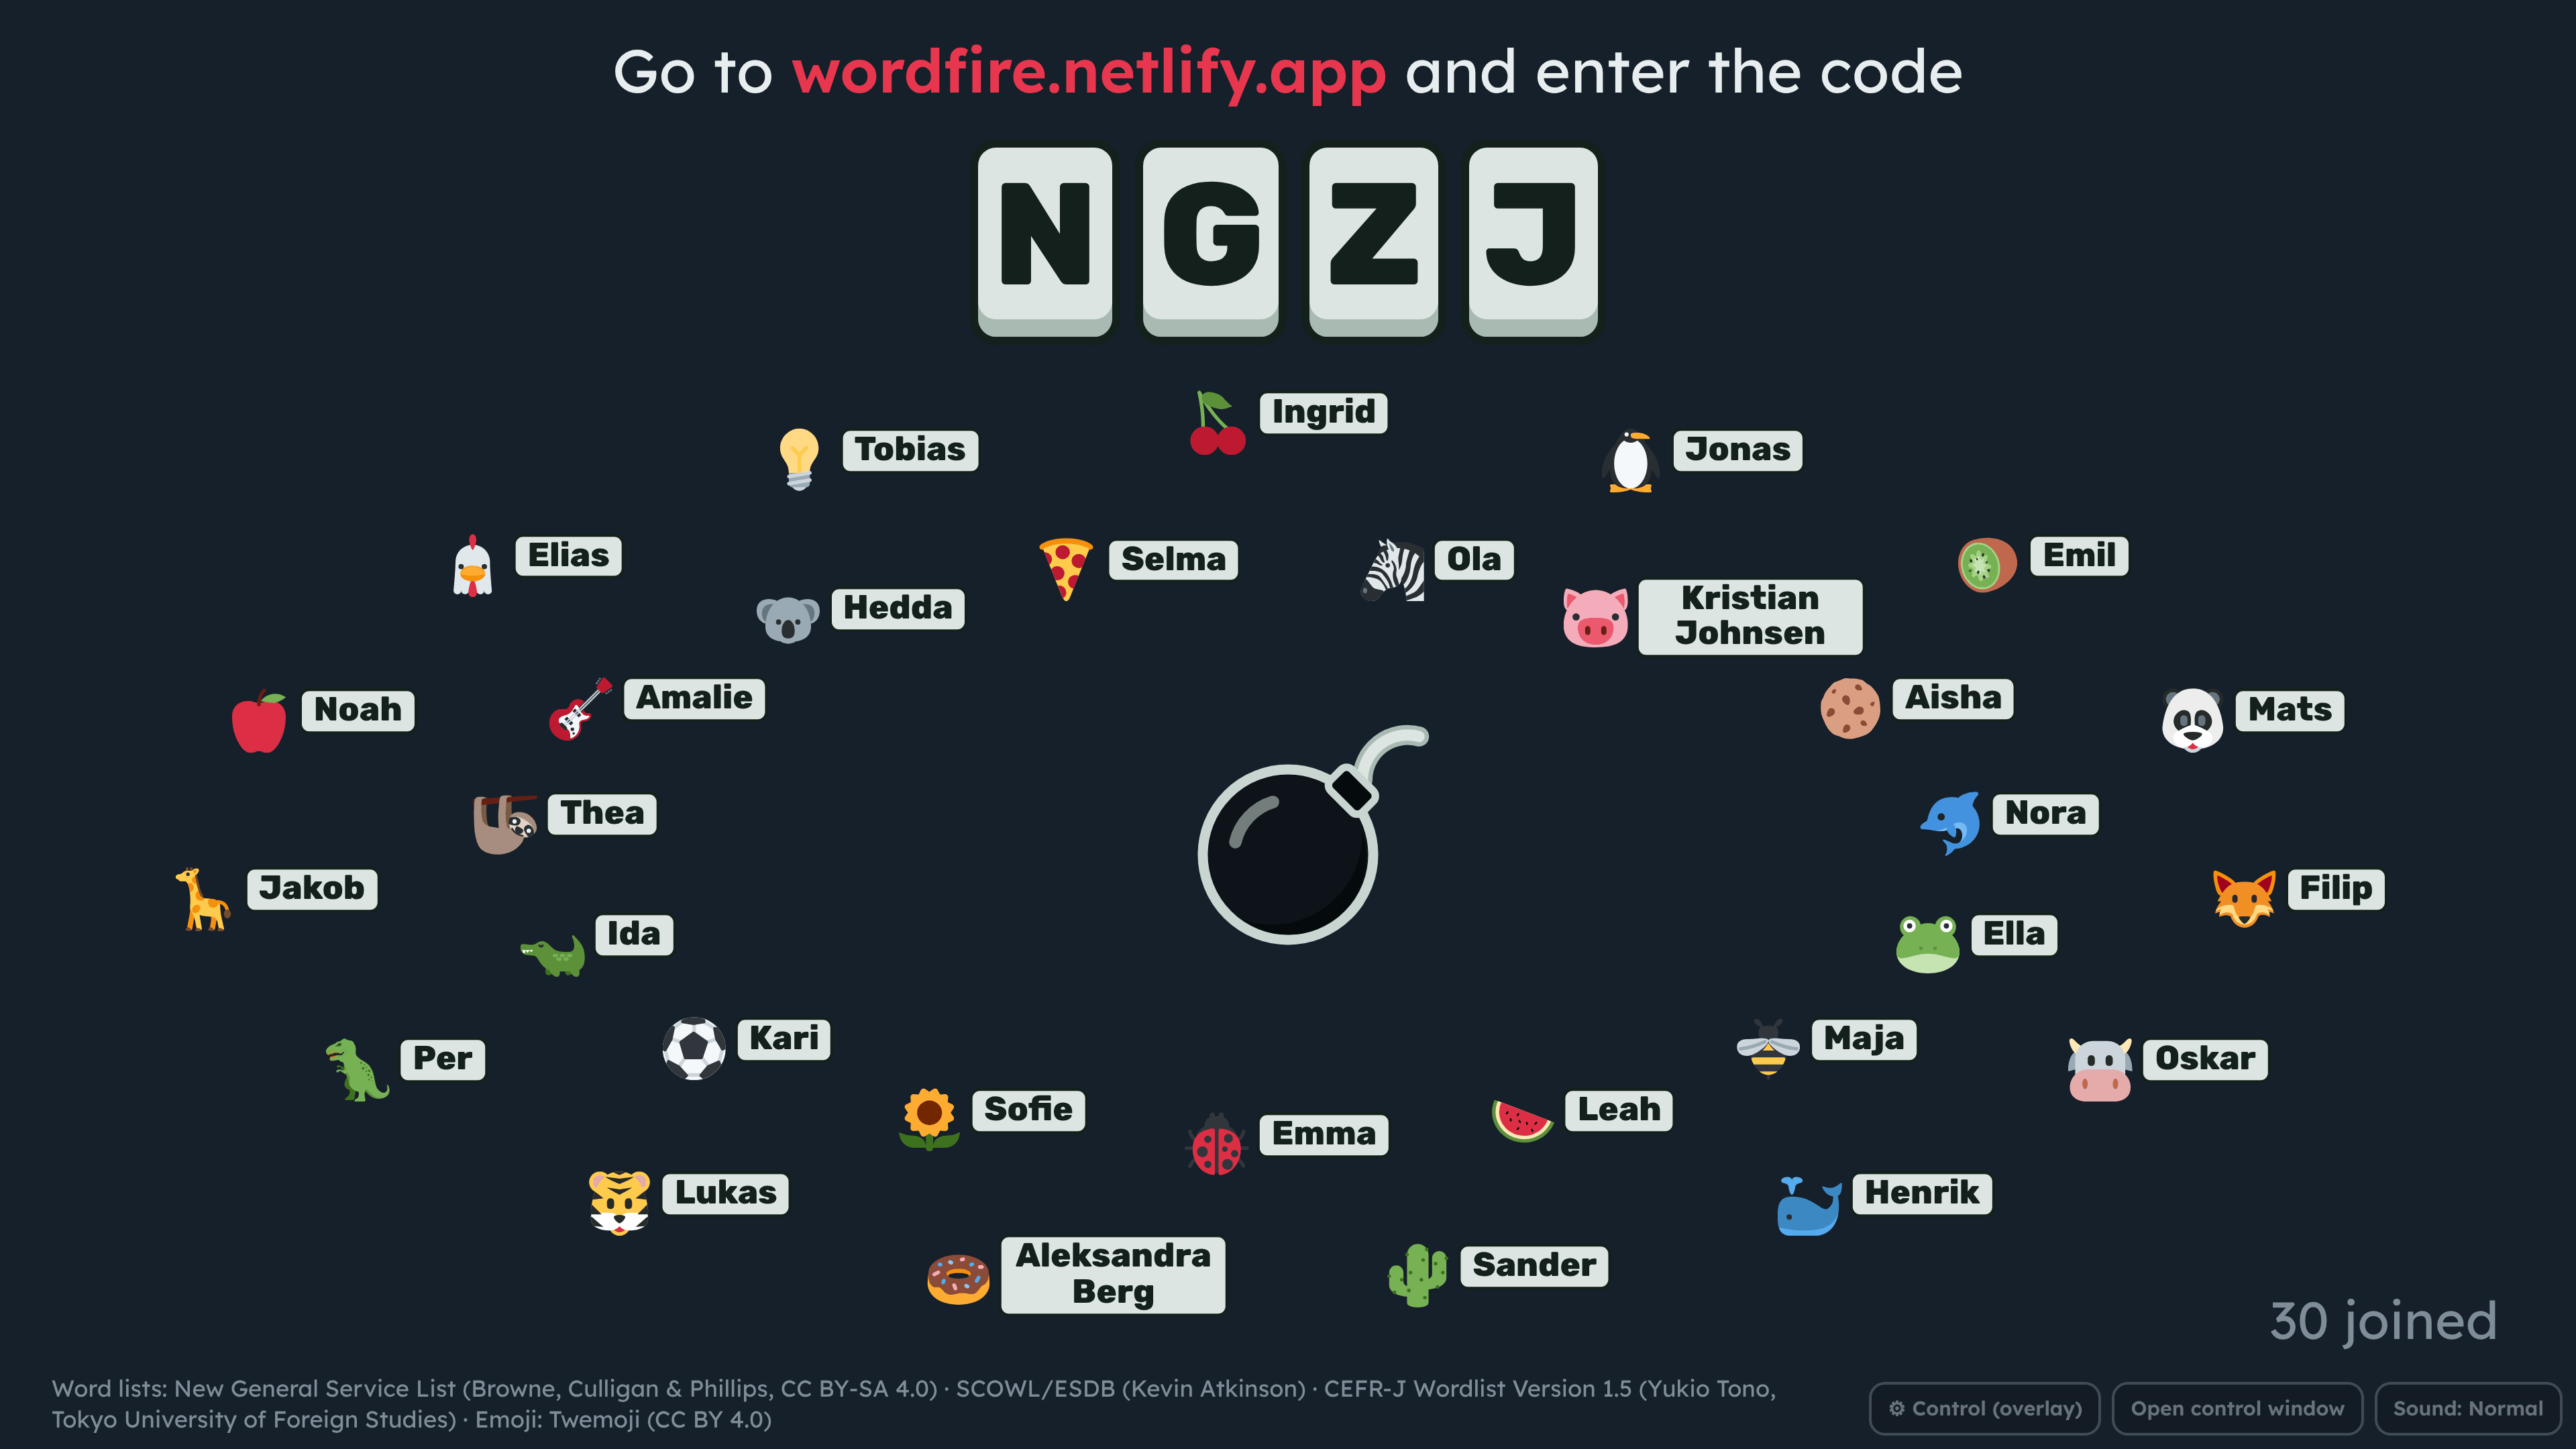 Go to wordfire.netlify.app and enter the code
N G Z J
Ingrid
Tobias
Jonas
Elias
Selma
Ola
Emil
Hedda
Kristian
Johnsen
Noah
Amalie
Aisha
Mats
Thea
Nora
Jakob
Filip
Ida
Ella
Per
Kari
Maja
Oskar
Sofie
Emma
Leah
Lukas
Henrik
Aleksandra
Berg
Sander
30 joined
Word lists: New General Service List (Browne, Culligan & Phillips, CC BY-SA 4.0) · SCOWL/ESDB (Kevin Atkinson) · CEFR-J Wordlist Version 1.5 (Yukio Tono,
Tokyo University of Foreign Studies) · Emoji: Twemoji (CC BY 4.0)
⚙ Control (overlay)
Open control window
Sound: Normal